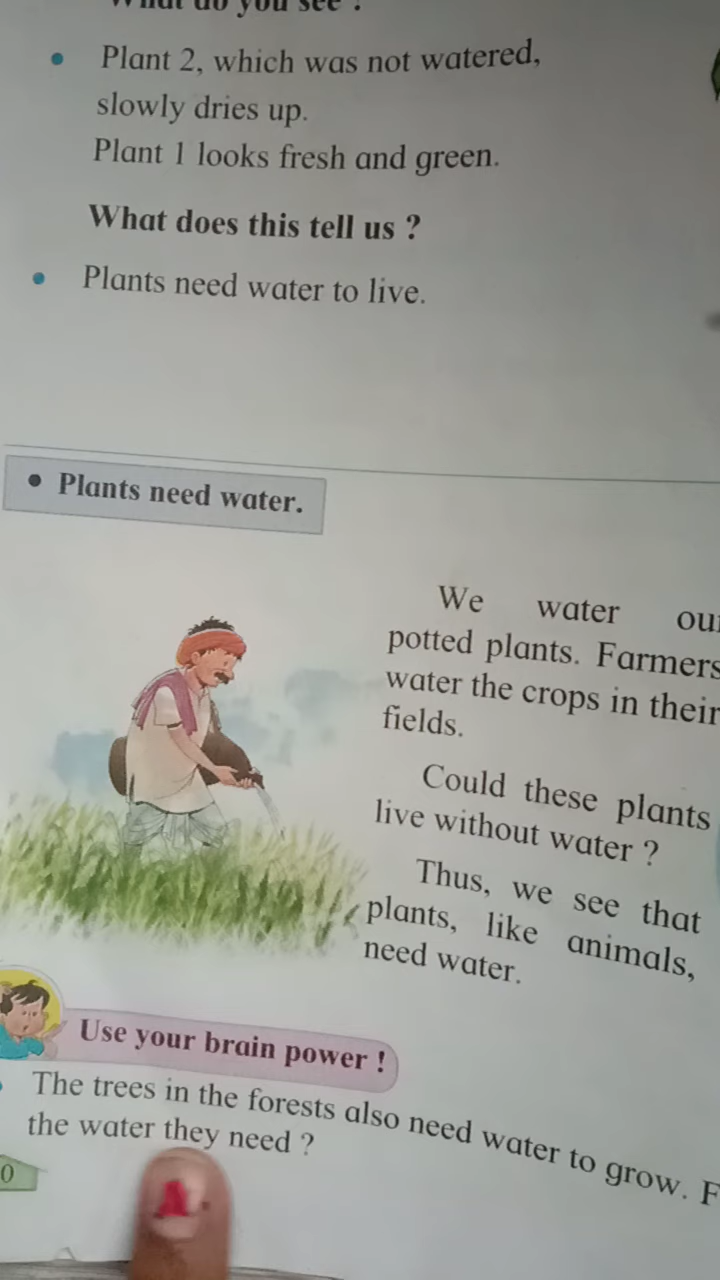 What do you see ?
• Plant 2, which was not watered,
slowly dries up.
Plant 1 looks fresh and green.
What does this tell us ?
• Plants need water to live.
• Plants need water.
We water our
potted plants. Farmers
water the crops in their
fields.
Could these plants
live without water ?
Thus, we see that
plants, like animals,
need water.
Use your brain power !
The trees in the forests also need water to grow. F
the water they need ?
0